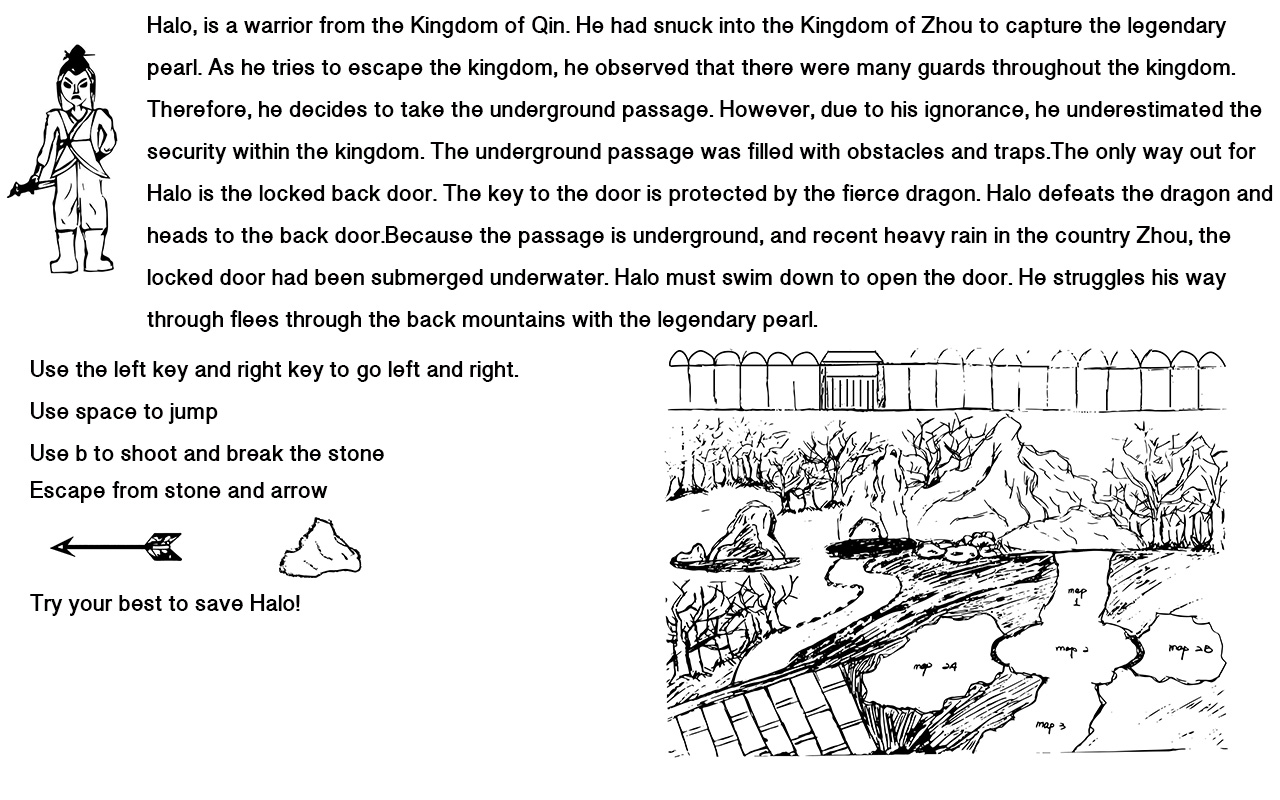 Halo, is a warrior from the Kingdom of Qin. He had snuck into the Kingdom of Zhou to capture the legendary
pearl. As he tries to escape the kingdom, he observed that there were many guards throughout the kingdom.
Therefore, he decides to take the underground passage. However, due to his ignorance, he underestimated the
security within the kingdom. The underground passage was filled with obstacles and traps.The only way out for
Halo is the locked back door. The key to the door is protected by the fierce dragon. Halo defeats the dragon and
heads to the back door.Because the passage is underground, and recent heavy rain in the country Zhou, the
locked door had been submerged underwater. Halo must swim down to open the door. He struggles his way
through flees through the back mountains with the legendary pearl.
Use the left key and right key to go left and right.
Use space to jump
Use b to shoot and break the stone
Escape from stone and arrow
Try your best to save Halo!
map
1
map 2A
map 2
map 2B
map 3